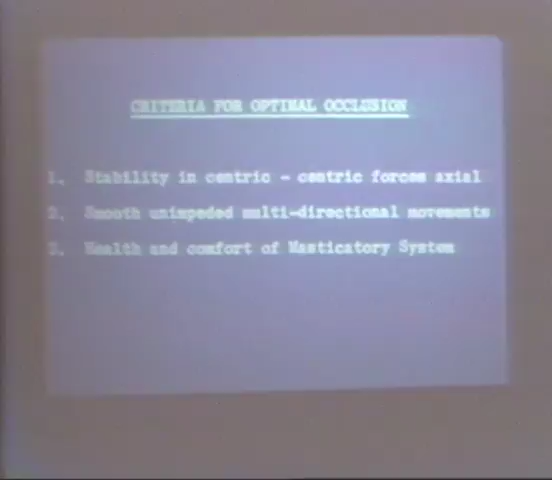 CRITERIA FOR OPTIMAL OCCLUSION
1. Stability in centric - centric forces axial
2. Smooth unimpeded multi-directional movements
3. Health and comfort of Masticatory System